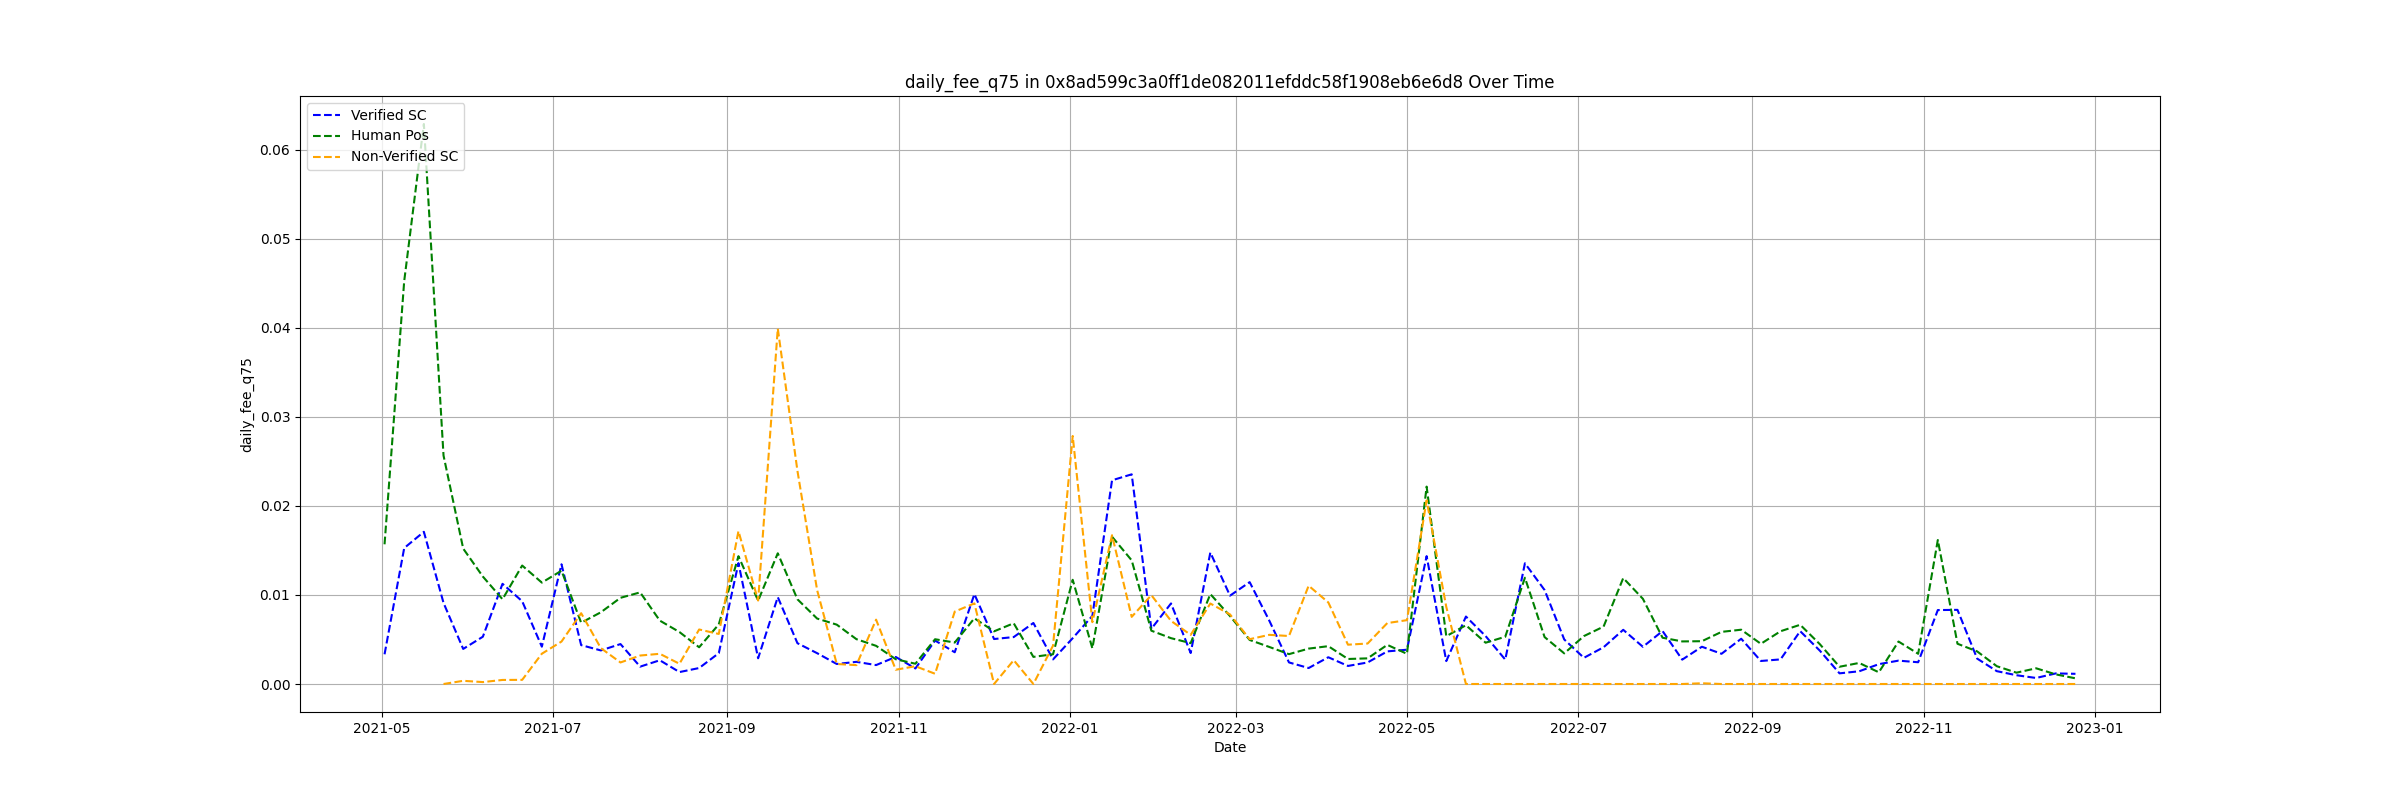 daily_fee_q75 in 0x8ad599c3a0ff1de082011efddc58f1908eb6e6d8 Over Time
Verified SC
Human Pos
Non-Verified SC
0.06
0.05
0.04
0.03
0.02
0.01
0.00
daily_fee_q75
2021-05 2021-07 2021-09 2021-11 2022-01 2022-03 2022-05 2022-07 2022-09 2022-11 2023-01
Date